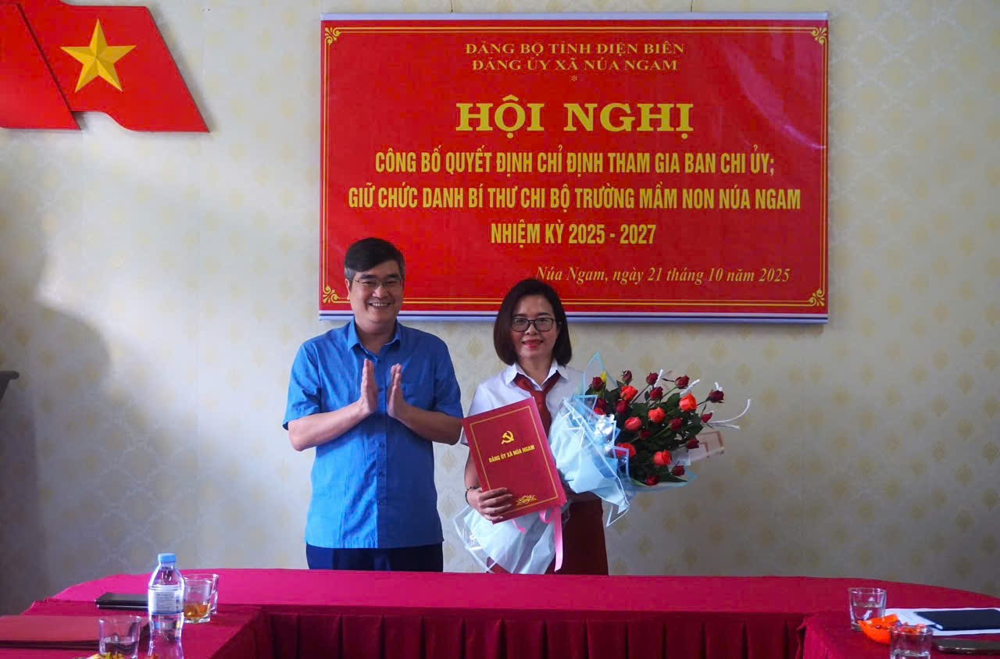 ĐẢNG BỘ TỈNH ĐIỆN BIÊN
ĐẢNG ỦY XÃ NÚA NGAM
*
HỘI NGHỊ
CÔNG BỐ QUYẾT ĐỊNH CHỈ ĐỊNH THAM GIA BAN CHI ỦY;
GIỮ CHỨC DANH BÍ THƯ CHI BỘ TRƯỜNG MẦM NON NÚA NGAM
NHIỆM KỲ 2025 - 2027
Núa Ngam, ngày 21 tháng 10 năm 2025
ĐẢNG ỦY XÃ NÚA NGAM